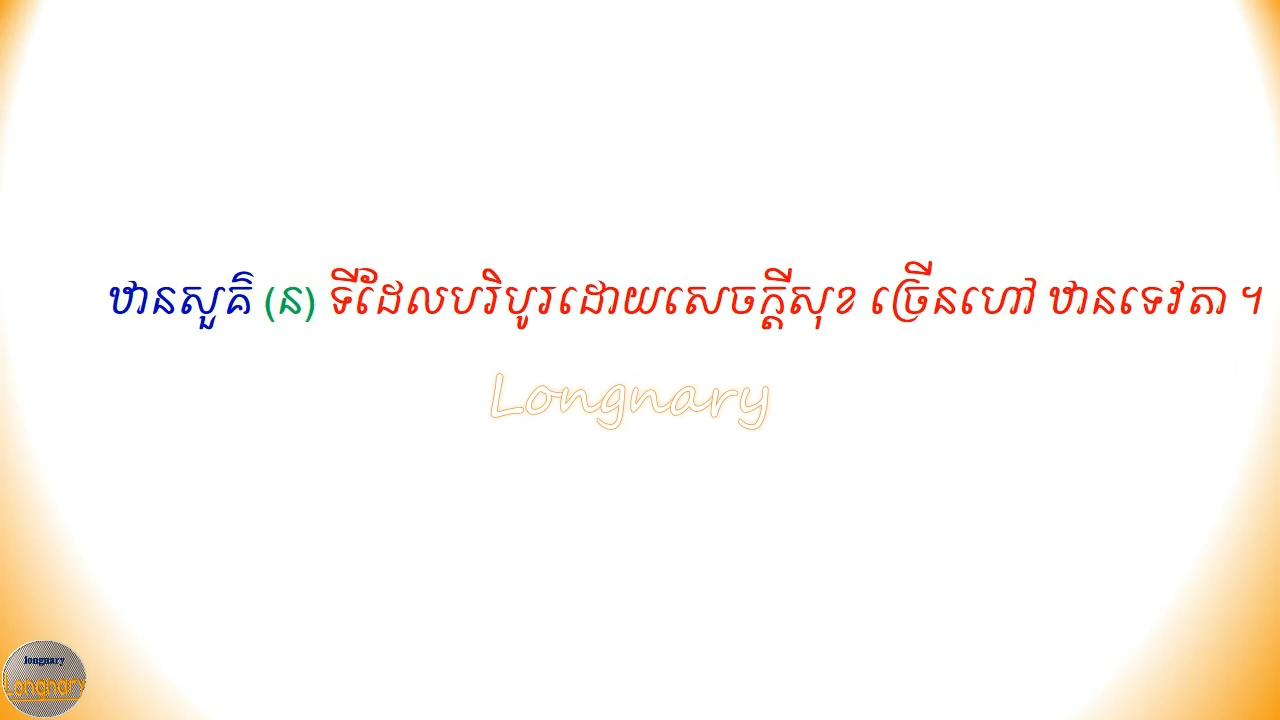 ឋានសួគ៌ (ន) ទីដែលបរិបូរដោយសេចក្តីសុខ ច្រើនហៅ ឋានទេវតា ។
Longnary
longnary
Longnary